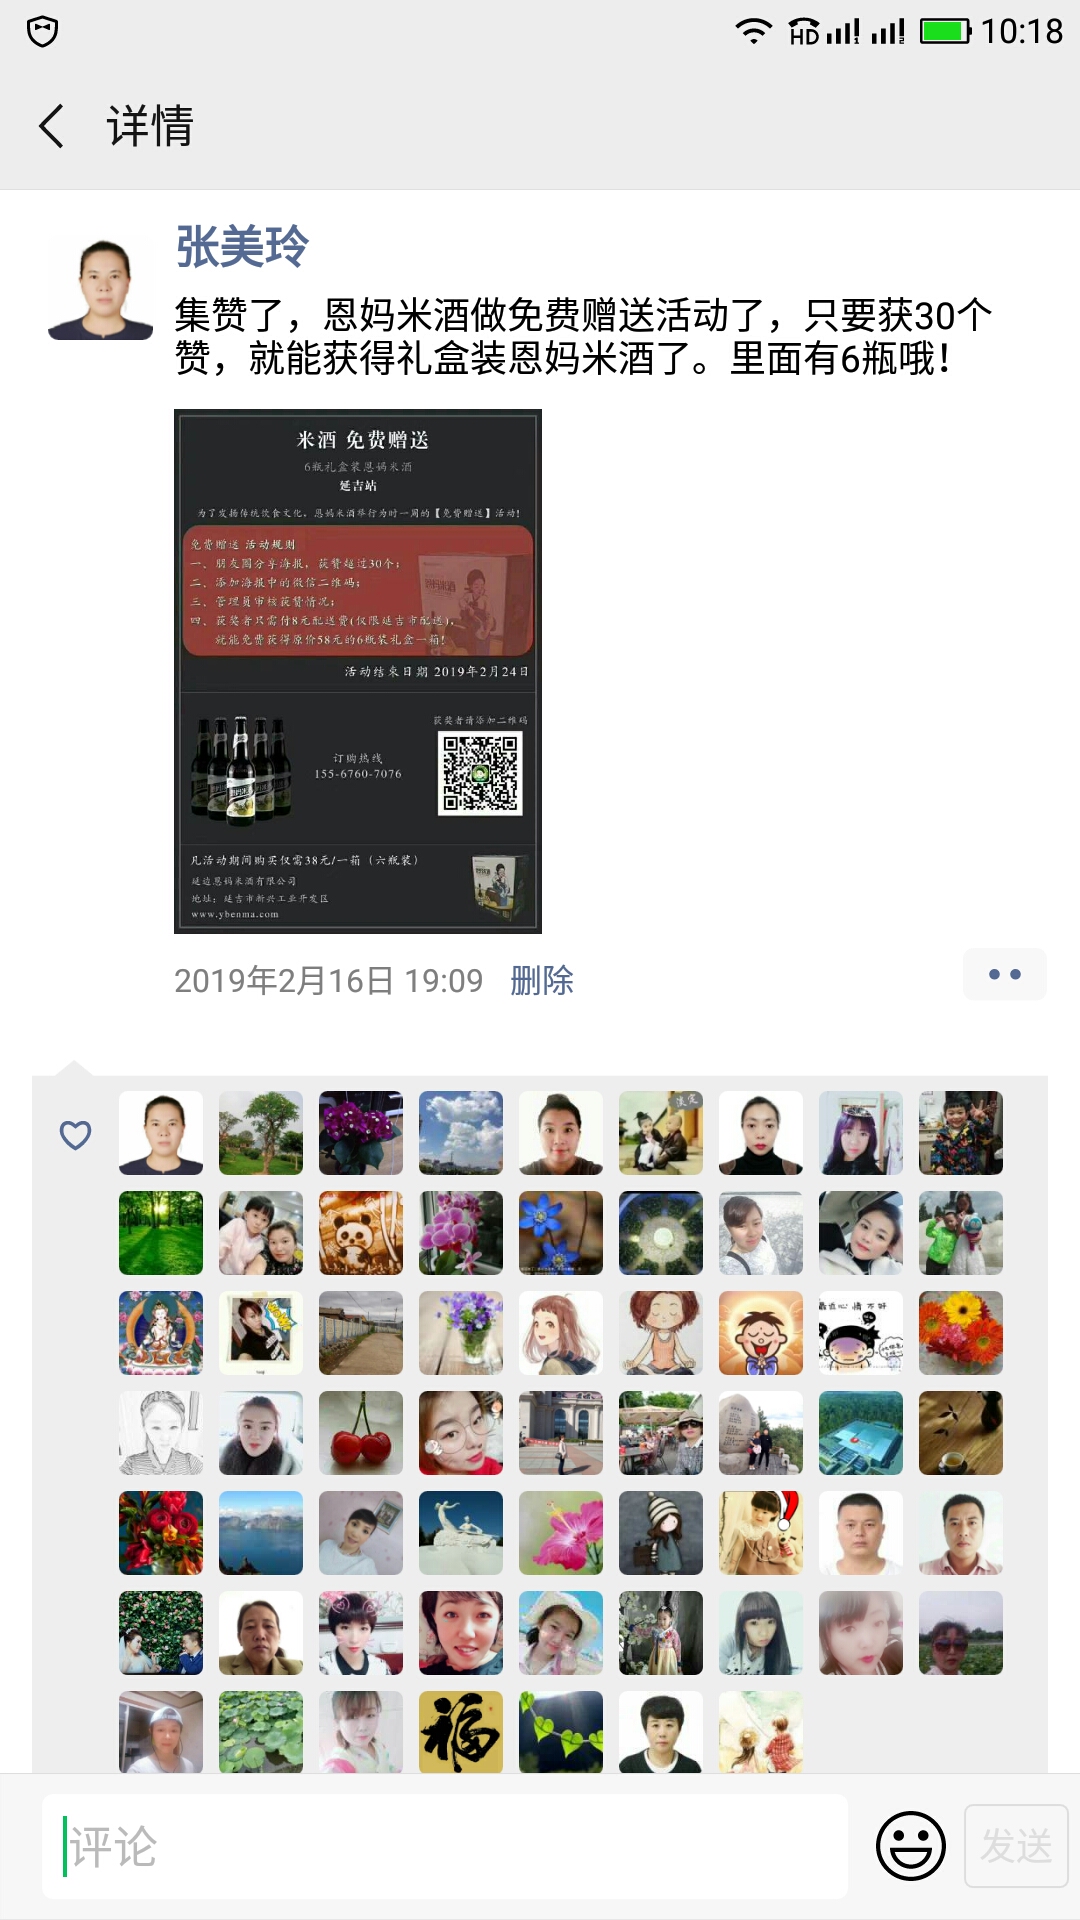 10:18
详情
张美玲
集赞了，恩妈米酒做免费赠送活动了，只要获30个
赞，就能获得礼盒装恩妈米酒了。里面有6瓶哦！
米酒 免费赠送
6瓶礼盒装恩妈米酒
延吉站
为了发扬传统饮食文化，恩妈米酒举行为时一周的【免费赠送】活动！
免费赠送 活动规则
一、朋友圈分享海报，获赞超过30个；
二、添加海报中的微信二维码；
三、管理员审核获赞情况；
四、获奖者只需付8元配送费(仅限延吉市配送)，
就能免费获得原价58元的6瓶装礼盒一箱！
活动结束日期 2019年2月24日
获奖者请添加二维码
订购热线
155-6760-7076
凡活动期间购买仅需38元/一箱（六瓶装）
延边恩妈米酒有限公司
地址：延吉市新兴工业开发区
www.ybenma.com
2019年2月16日 19:09 删除
福
评论
发送